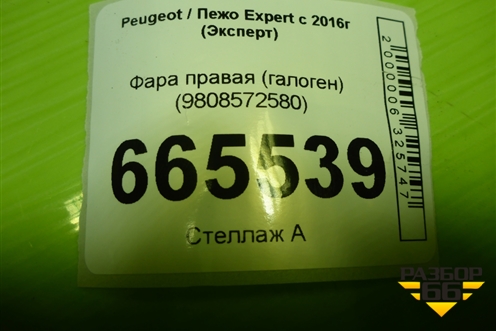 Peugeot / Пежо Expert с 2016г
(Эксперт)
Фара правая (галоген)
(9808572580)
665539
Стеллаж А
2000006325747
РАЗБОР
66